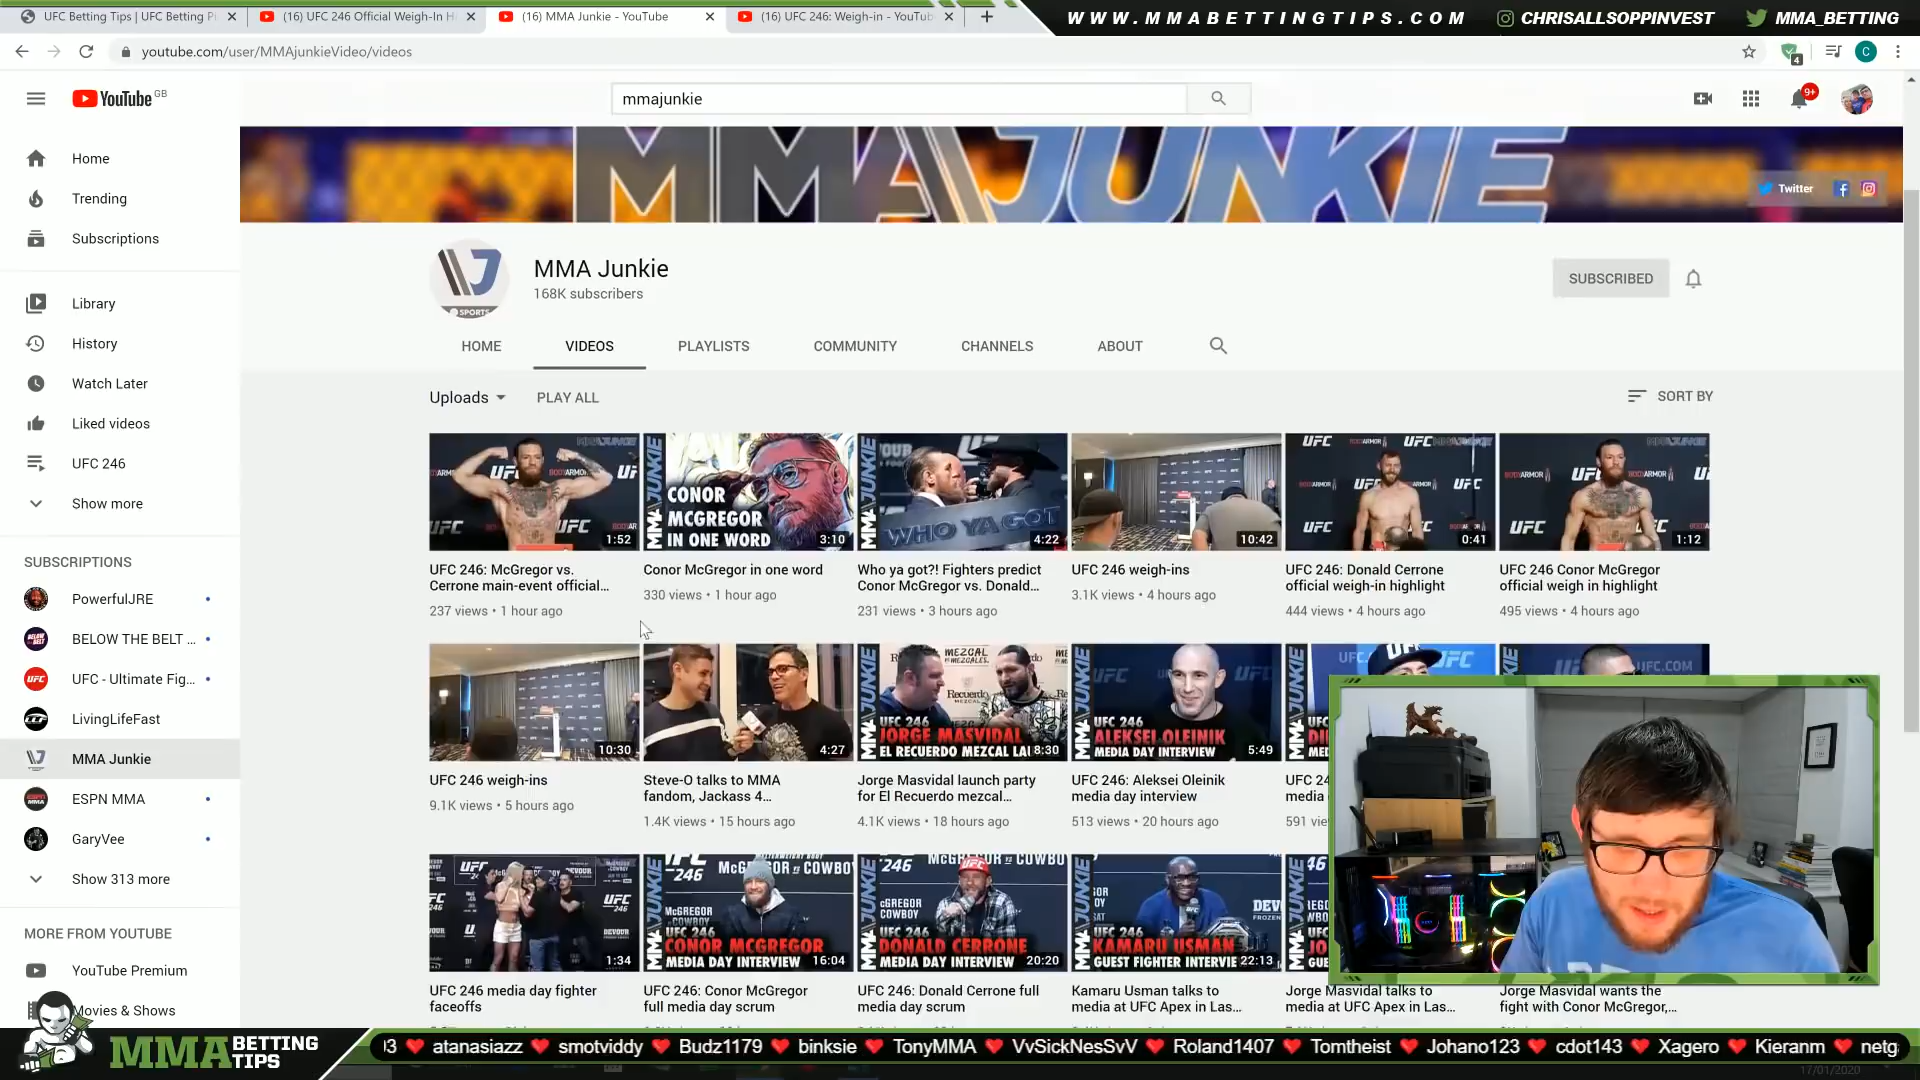 UFC Betting Tips | UFC Betting Pr
(16) UFC 246 Official Weigh-In H
(16) MMA Junkie - YouTube
(16) UFC 246: Weigh-in - YouTube
WWW.MMABETTINGTIPS.COM
CHRISALLSOPPINVEST
MMA_BETTING
youtube.com/user/MMAjunkieVideo/videos
4
C
YouTube GB
mmajunkie
9+
Home
Trending
Subscriptions
Library
History
Watch Later
Liked videos
UFC 246
Show more
SUBSCRIPTIONS
PowerfulJRE
BELOW THE BELT ...
UFC - Ultimate Fig...
LivingLifeFast
MMA Junkie
ESPN MMA
GaryVee
Show 313 more
MORE FROM YOUTUBE
YouTube Premium
Movies & Shows
MMAJUNKIE
Twitter
SPORTS
MMA Junkie
168K subscribers
SUBSCRIBED
HOME
VIDEOS
PLAYLISTS
COMMUNITY
CHANNELS
ABOUT
Uploads
PLAY ALL
SORT BY
1:52
CONOR
MCGREGOR
IN ONE WORD
3:10
WHO YA GOT
4:22
10:42
0:41
1:12
UFC 246: McGregor vs.
Cerrone main-event official...
237 views • 1 hour ago
Conor McGregor in one word
330 views • 1 hour ago
Who ya got?! Fighters predict
Conor McGregor vs. Donald...
231 views • 3 hours ago
UFC 246 weigh-ins
3.1K views • 4 hours ago
UFC 246: Donald Cerrone
official weigh-in highlight
444 views • 4 hours ago
UFC 246 Conor McGregor
official weigh in highlight
495 views • 4 hours ago
10:30
4:27
UFC 246
JORGE MASVIDAL
EL RECUERDO MEZCAL LA
8:30
UFC 246
ALEKSEI OLEINIK
MEDIA DAY INTERVIEW
5:49
UFC 246 weigh-ins
9.1K views • 5 hours ago
Steve-O talks to MMA
fandom, Jackass 4...
1.4K views • 15 hours ago
Jorge Masvidal launch party
for El Recuerdo mezcal...
4.1K views • 18 hours ago
UFC 246: Aleksei Oleinik
media day interview
513 views • 20 hours ago
UFC 24
media
591 vie
1:34
UFC 246
CONOR MCGREGOR
MEDIA DAY INTERVIEW
16:04
UFC 246
DONALD CERRONE
MEDIA DAY INTERVIEW
20:20
UFC 246
KAMARU USMAN
GUEST FIGHTER INTERVIE
22:13
UFC 246 media day fighter
faceoffs
UFC 246: Conor McGregor
full media day scrum
UFC 246: Donald Cerrone full
media day scrum
Kamaru Usman talks to
media at UFC Apex in Las...
Jorge Masvidal talks to
media at UFC Apex in Las...
Jorge Masvidal wants the
fight with Conor McGregor,...
MMA BETTING TIPS
atanasiazz smotviddy Budz1179 binksie TonyMMA VvSickNesSvV Roland1407 Tomtheist Johano123 cdot143 Xagero Kieranm netg
17/01/2020